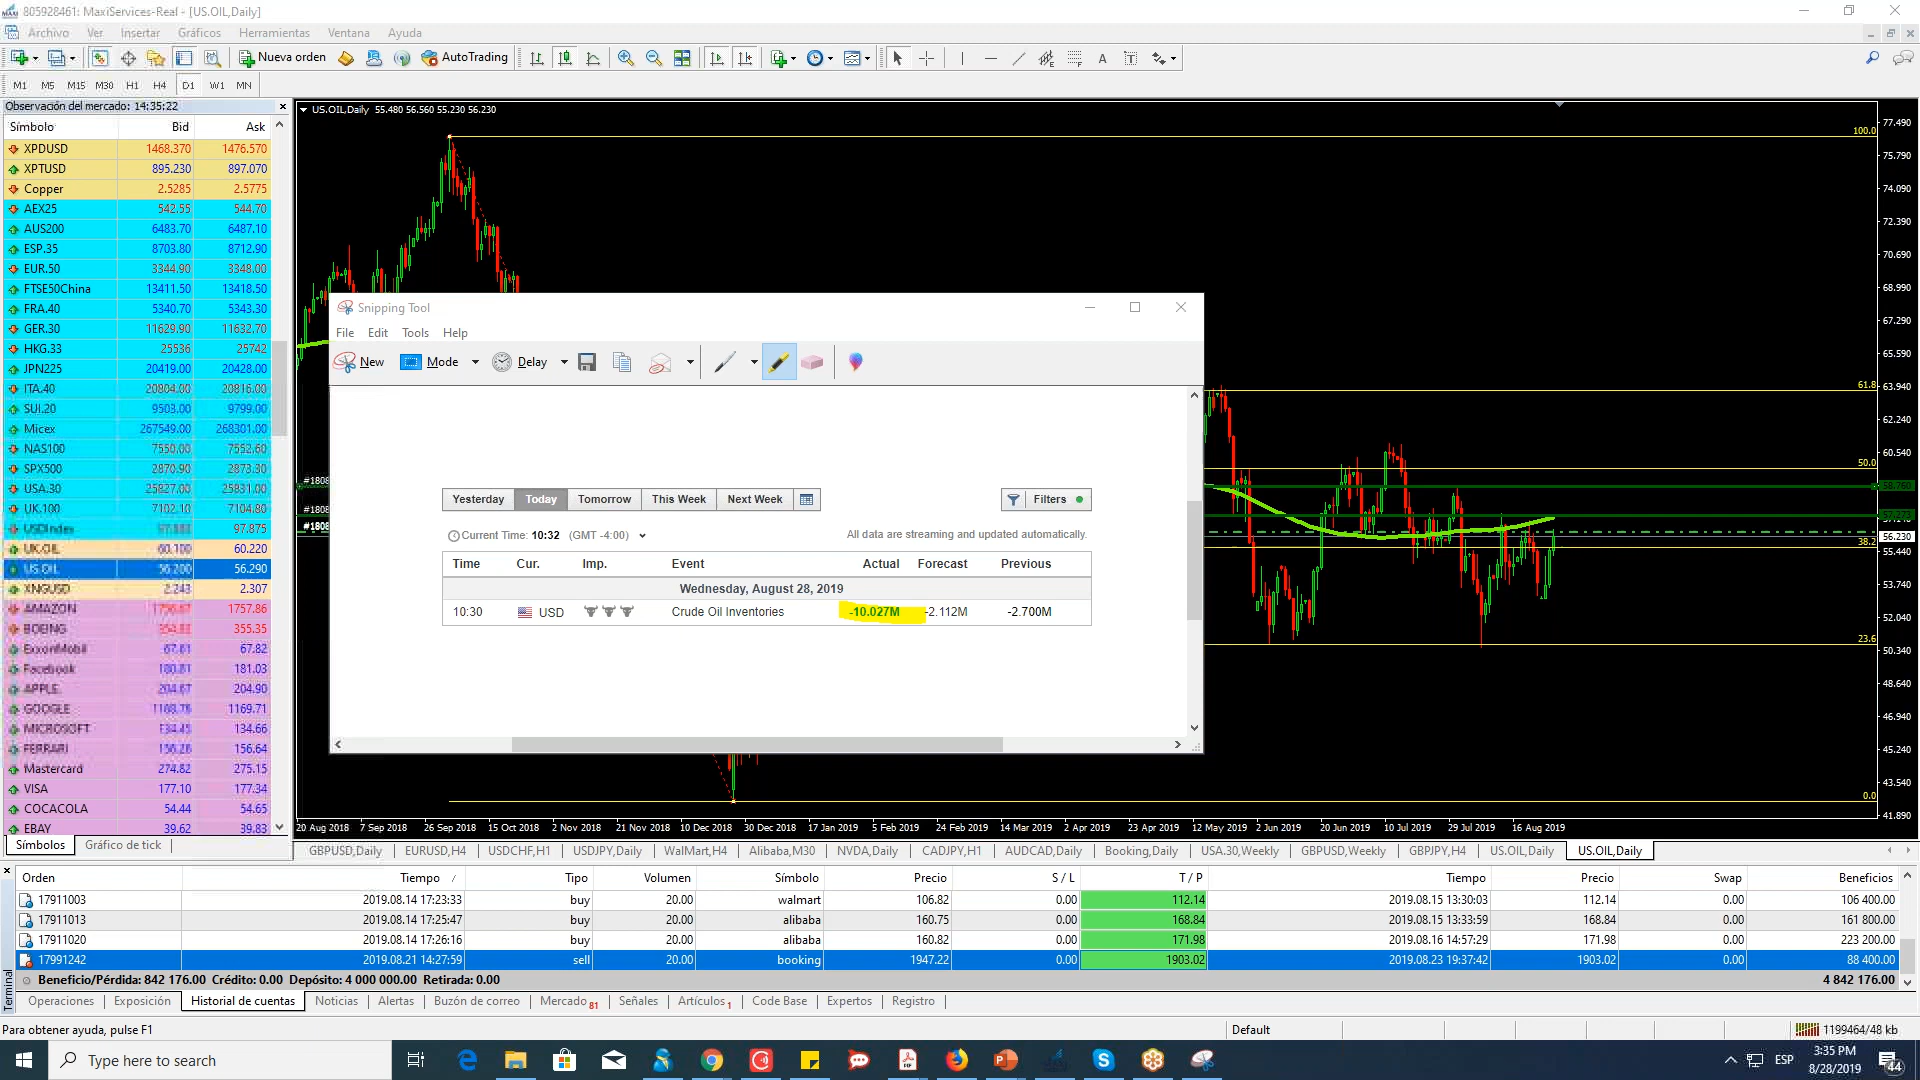 805928461: MaxiServices-Real - [US.OIL,Daily]
Archivo Ver Insertar Gráficos Herramientas Ventana Ayuda
Nueva orden AutoTrading
M1 M5 M15 M30 H1 H4 D1 W1 MN
Observación del mercado: 14:35:22
Símbolo Bid Ask
XPDUSD 1468.370 1476.570
XPTUSD 895.230 897.070
Copper 2.5285 2.5775
AEX25 542.55 544.70
AUS200 6483.70 6487.10
ESP.35 8703.80 8712.90
EUR.50 3344.90 3348.00
FTSE50China 13411.50 13418.50
FRA.40 5340.70 5343.30
GER.30 11629.90 11632.70
HKG.33 25536 25742
JPN225 20419.00 20428.00
ITA.40 20804.00 20816.00
SUI.20 9503.00 9799.00
Micex 267549.00 268301.00
NAS100 7550.00 7552.60
SPX500 2870.90 2873.30
USA.30 25827.00 25831.00
UK.100 7102.10 7104.80
USDIndex 97.875
UK.OIL 60.100 60.220
US.OIL 56.200 56.290
XNGUSD 2.243 2.307
AMAZON 1757.86
BOEING 355.35
ExxonMobil 67.82
Facebook 181.03
APPLE. 204.67 204.90
GOOGLE 1169.71
MICROSOFT 134.45 134.66
FERRARI 156.64
Mastercard 274.82 275.15
VISA 177.10 177.34
COCACOLA 54.44 54.65
EBAY 39.62 39.83
Símbolos Gráfico de tick
US.OIL,Daily 55.480 56.560 55.230 56.230
100.0
61.8
50.0
38.2
23.6
0.0
#1808
#1808
#1808
77.490
75.790
74.090
72.390
70.690
68.990
67.290
65.590
63.940
62.240
60.540
58.760
57.273
56.230
55.440
53.740
52.040
50.340
48.640
46.940
45.240
43.540
41.890
Snipping Tool
File Edit Tools Help
New Mode Delay
Yesterday Today Tomorrow This Week Next Week Filters
Current Time: 10:32 (GMT -4:00) All data are streaming and updated automatically.
Time Cur. Imp. Event Actual Forecast Previous
Wednesday, August 28, 2019
10:30 USD Crude Oil Inventories -10.027M -2.112M -2.700M
20 Aug 2018 7 Sep 2018 26 Sep 2018 15 Oct 2018 2 Nov 2018 21 Nov 2018 10 Dec 2018 30 Dec 2018 17 Jan 2019 5 Feb 2019 24 Feb 2019 14 Mar 2019 2 Apr 2019 23 Apr 2019 12 May 2019 2 Jun 2019 20 Jun 2019 10 Jul 2019 29 Jul 2019 16 Aug 2019
GBPUSD,Daily EURUSD,H4 USDCHF,H1 USDJPY,Daily WalMart,H4 Alibaba,M30 NVDA,Daily CADJPY,H1 AUDCAD,Daily Booking,Daily USA.30,Weekly GBPUSD,Weekly GBPJPY,H4 US.OIL,Daily US.OIL,Daily
Orden Tiempo / Tipo Volumen Símbolo Precio S / L T / P Tiempo Precio Swap Beneficios
17911003 2019.08.14 17:23:33 buy 20.00 walmart 106.82 0.00 112.14 2019.08.15 13:30:03 112.14 0.00 106 400.00
17911013 2019.08.14 17:25:47 buy 20.00 alibaba 160.75 0.00 168.84 2019.08.15 13:33:59 168.84 0.00 161 800.00
17911020 2019.08.14 17:26:16 buy 20.00 alibaba 160.82 0.00 171.98 2019.08.16 14:57:29 171.98 0.00 223 200.00
17991242 2019.08.21 14:27:59 sell 20.00 booking 1947.22 0.00 1903.02 2019.08.23 19:37:42 1903.02 0.00 88 400.00
Beneficio/Pérdida: 842 176.00 Crédito: 0.00 Depósito: 4 000 000.00 Retirada: 0.00 4 842 176.00
Terminal
Operaciones Exposición Historial de cuentas Noticias Alertas Buzón de correo Mercado 81 Señales Artículos 1 Code Base Expertos Registro
Para obtener ayuda, pulse F1 Default 1199464/48 kb
Type here to search
ESP 3:35 PM
8/28/2019
44